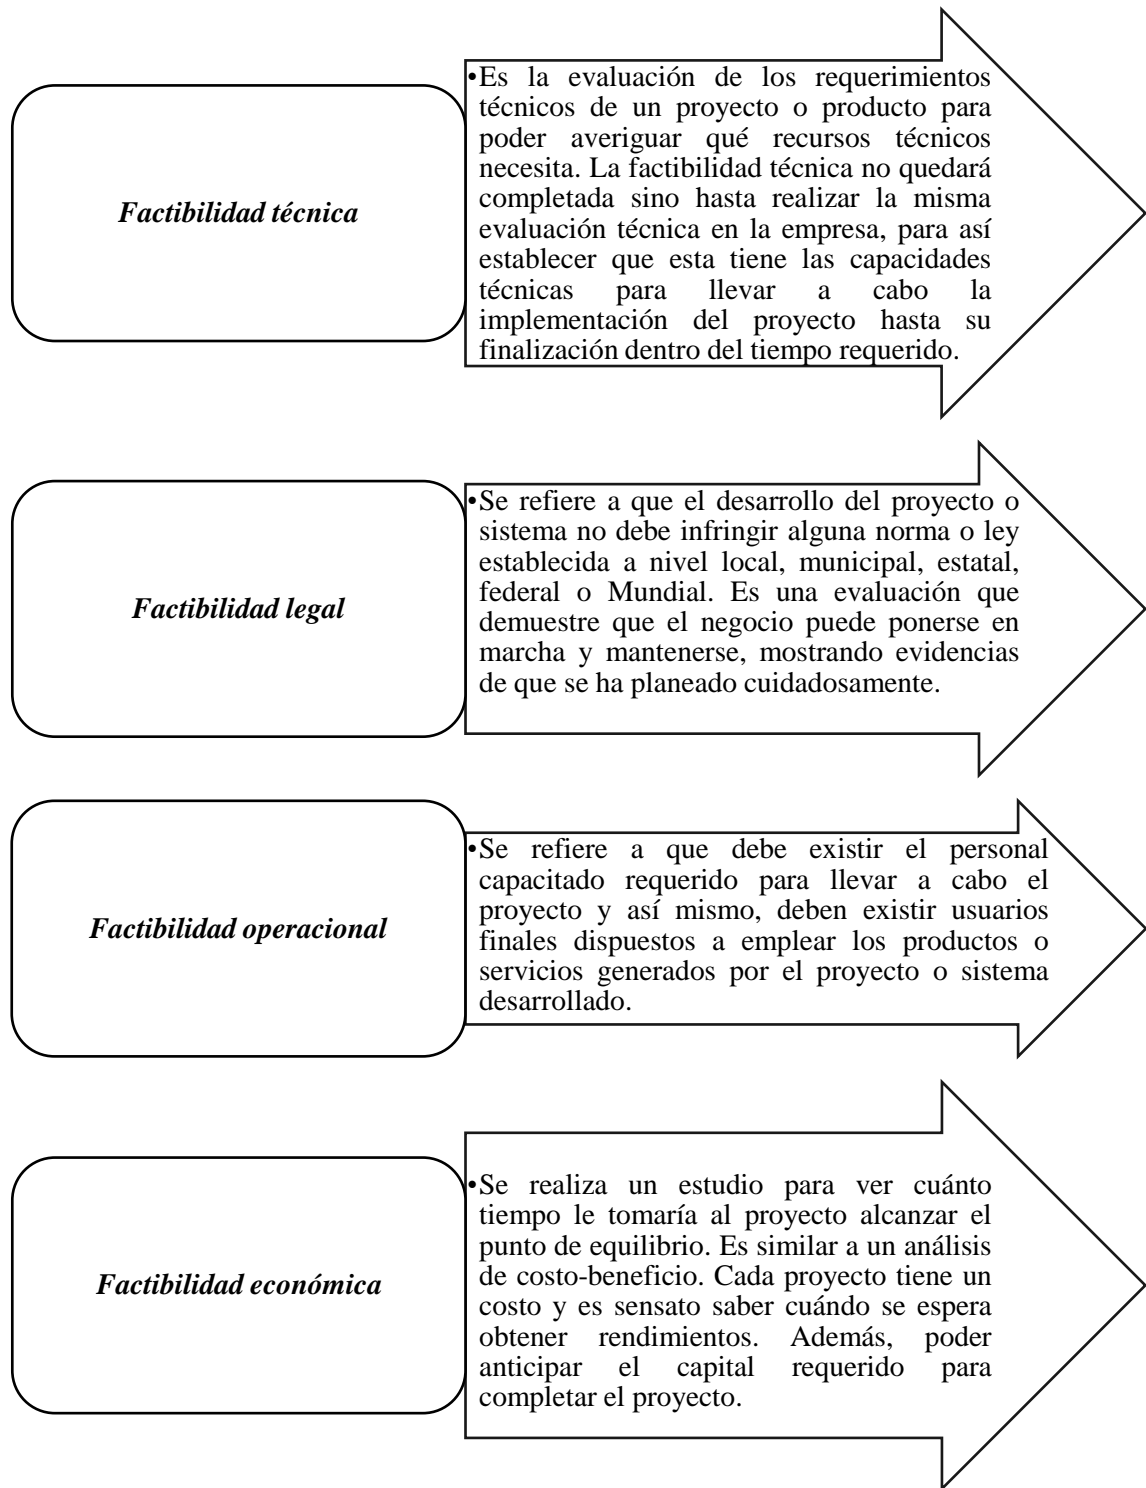 Factibilidad técnica
•Es la evaluación de los requerimientos
técnicos de un proyecto o producto para
poder averiguar qué recursos técnicos
necesita. La factibilidad técnica no quedará
completada sino hasta realizar la misma
evaluación técnica en la empresa, para así
establecer que esta tiene las capacidades
técnicas para llevar a cabo la
implementación del proyecto hasta su
finalización dentro del tiempo requerido.
Factibilidad legal
•Se refiere a que el desarrollo del proyecto o
sistema no debe infringir alguna norma o ley
establecida a nivel local, municipal, estatal,
federal o Mundial. Es una evaluación que
demuestre que el negocio puede ponerse en
marcha y mantenerse, mostrando evidencias
de que se ha planeado cuidadosamente.
Factibilidad operacional
•Se refiere a que debe existir el personal
capacitado requerido para llevar a cabo el
proyecto y así mismo, deben existir usuarios
finales dispuestos a emplear los productos o
servicios generados por el proyecto o sistema
desarrollado.
Factibilidad económica
•Se realiza un estudio para ver cuánto
tiempo le tomaría al proyecto alcanzar el
punto de equilibrio. Es similar a un análisis
de costo-beneficio. Cada proyecto tiene un
costo y es sensato saber cuándo se espera
obtener rendimientos. Además, poder
anticipar el capital requerido para
completar el proyecto.